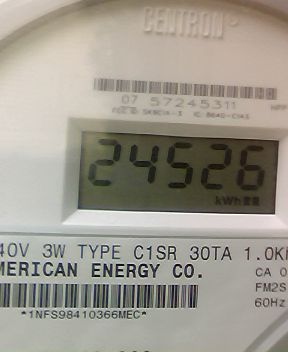 CENTRON®
07 57245311
24526
kWh
40V 3W TYPE C1SR 30TA 1.0K
MERICAN ENERGY CO.
CA 0
FM2S
60Hz
*1NFS98410366MEC*